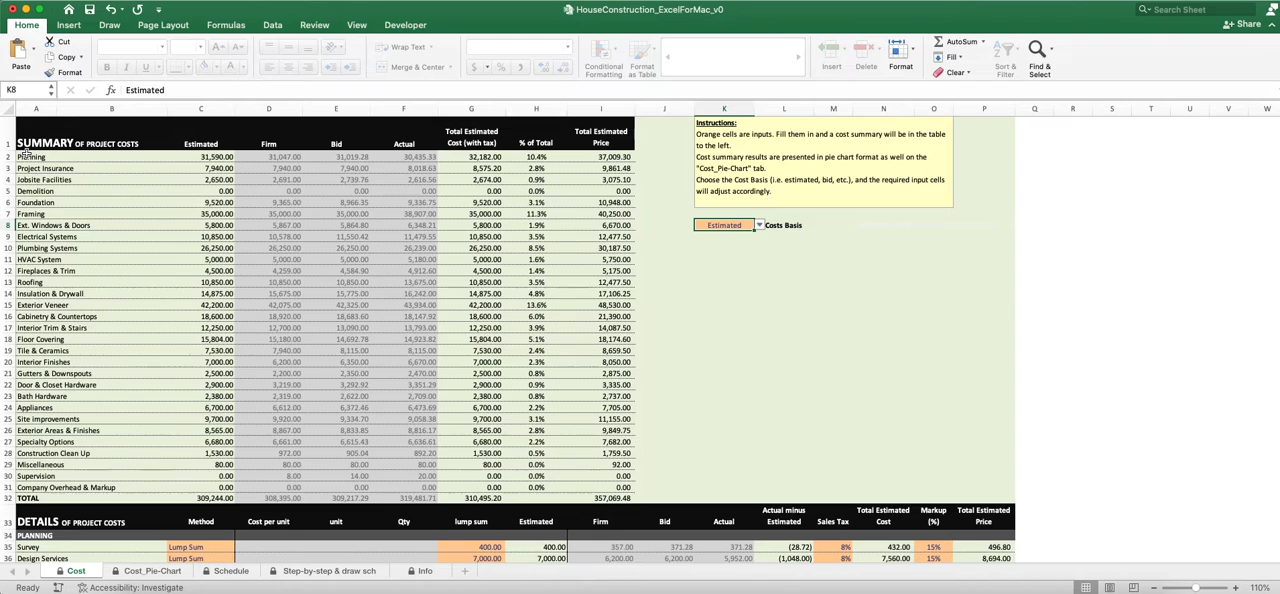 HouseConstruction_ExcelForMac_v0
Search Sheet
Home Insert Draw Page Layout Formulas Data Review View Developer
Share
Paste
Cut
Copy
Format
B I U
A A
Wrap Text
Merge & Center
$ % ,
Conditional Formatting
Format as Table
Insert
Delete
Format
AutoSum
Fill
Clear
Sort & Filter
Find & Select
K8 fx Estimated
A B C D E F G H I J K L M N O P Q R S T U V W
1 SUMMARY OF PROJECT COSTS Estimated Firm Bid Actual Total Estimated Cost (with tax) % of Total Total Estimated Price
2 Planning 31,590.00 31,047.00 31,019.28 30,435.33 32,182.00 10.4% 37,009.30
3 Project Insurance 7,940.00 7,940.00 7,940.00 8,018.63 8,575.20 2.8% 9,861.48
4 Jobsite Facilities 2,650.00 2,691.00 2,739.76 2,616.56 2,674.00 0.9% 3,075.10
5 Demolition 0.00 0.00 0.00 0.00 0.00 0.0% 0.00
6 Foundation 9,520.00 9,365.00 8,966.35 9,336.75 9,520.00 3.1% 10,948.00
7 Framing 35,000.00 35,000.00 35,000.00 38,907.00 35,000.00 11.3% 40,250.00
8 Ext. Windows & Doors 5,800.00 5,867.00 5,864.80 6,348.21 5,800.00 1.9% 6,670.00
9 Electrical Systems 10,850.00 10,578.00 11,452.40 11,479.55 10,850.00 3.5% 12,477.50
10 Plumbing Systems 26,250.00 26,250.00 26,250.00 26,250.00 26,250.00 8.5% 30,187.50
11 HVAC System 5,000.00 5,000.00 5,000.00 5,180.00 5,000.00 1.6% 5,750.00
12 Fireplaces & Trim 4,500.00 4,259.00 4,584.90 4,912.60 4,500.00 1.4% 5,175.00
13 Roofing 10,850.00 10,850.00 10,850.00 13,675.00 10,850.00 3.5% 12,477.50
14 Insulation & Drywall 14,875.00 15,675.00 15,775.00 16,242.00 14,875.00 4.8% 17,106.25
15 Exterior Veneer 42,200.00 42,075.00 42,325.00 43,934.00 42,200.00 13.6% 48,530.00
16 Cabinetry & Countertops 18,600.00 18,920.00 18,683.60 18,147.92 18,600.00 6.0% 21,390.00
17 Interior Trim & Stairs 12,250.00 12,700.00 13,090.00 13,793.00 12,250.00 3.9% 14,087.50
18 Floor Covering 15,804.00 15,180.00 14,692.78 14,923.82 15,804.00 5.1% 18,174.60
19 Tile & Ceramics 7,530.00 7,940.00 8,115.00 8,115.00 7,530.00 2.4% 8,659.50
20 Interior Finishes 7,000.00 6,200.00 6,350.00 6,670.00 7,000.00 2.3% 8,050.00
21 Gutters & Downspouts 2,500.00 2,200.00 2,350.00 2,470.00 2,500.00 0.8% 2,875.00
22 Door & Closet Hardware 2,900.00 3,219.00 3,292.92 3,351.29 2,900.00 0.9% 3,335.00
23 Bath Hardware 2,380.00 2,319.00 2,622.00 2,709.00 2,380.00 0.8% 2,737.00
24 Appliances 6,700.00 6,612.00 6,372.46 6,473.69 6,700.00 2.2% 7,705.00
25 Site improvements 9,700.00 9,920.00 9,334.70 9,058.38 9,700.00 3.1% 11,155.00
26 Exterior Areas & Finishes 8,565.00 8,867.00 8,833.85 8,816.17 8,565.00 2.8% 9,849.75
27 Specialty Options 6,680.00 6,661.00 6,615.43 6,636.61 6,680.00 2.2% 7,682.00
28 Construction Clean Up 1,530.00 972.00 905.04 892.20 1,530.00 0.5% 1,759.50
29 Miscellaneous 80.00 80.00 80.00 80.00 80.00 0.0% 92.00
30 Supervision 0.00 8.00 14.00 20.00 0.00 0.0% 0.00
31 Company Overhead & Markup 0.00 0.00 0.00 0.00 0.00 0.0% 0.00
32 TOTAL 309,244.00 308,395.00 309,217.29 319,481.71 310,495.20 357,069.48
Instructions:
Orange cells are inputs. Fill them in and a cost summary will be in the table
to the left.
Cost summary results are presented in pie chart format as well on the
"Cost_Pie-Chart" tab.
Choose the Cost Basis (i.e. estimated, bid, etc.), and the required input cells
will adjust accordingly.
Estimated Costs Basis
33 DETAILS OF PROJECT COSTS Method Cost per unit unit Qty lump sum Estimated Firm Bid Actual Actual minus Estimated Sales Tax Total Estimated Cost Markup (%) Total Estimated Price
34 PLANNING
35 Survey Lump Sum 400.00 400.00 357.00 371.28 371.28 (28.72) 8% 432.00 15% 496.80
36 Design Services Lump Sum 7,000.00 7,000.00 6,200.00 6,200.00 5,952.00 (1,048.00) 8% 7,560.00 15% 8,694.00
Cost Cost_Pie-Chart Schedule Step-by-step & draw sch Info +
Ready Accessibility: Investigate 110%